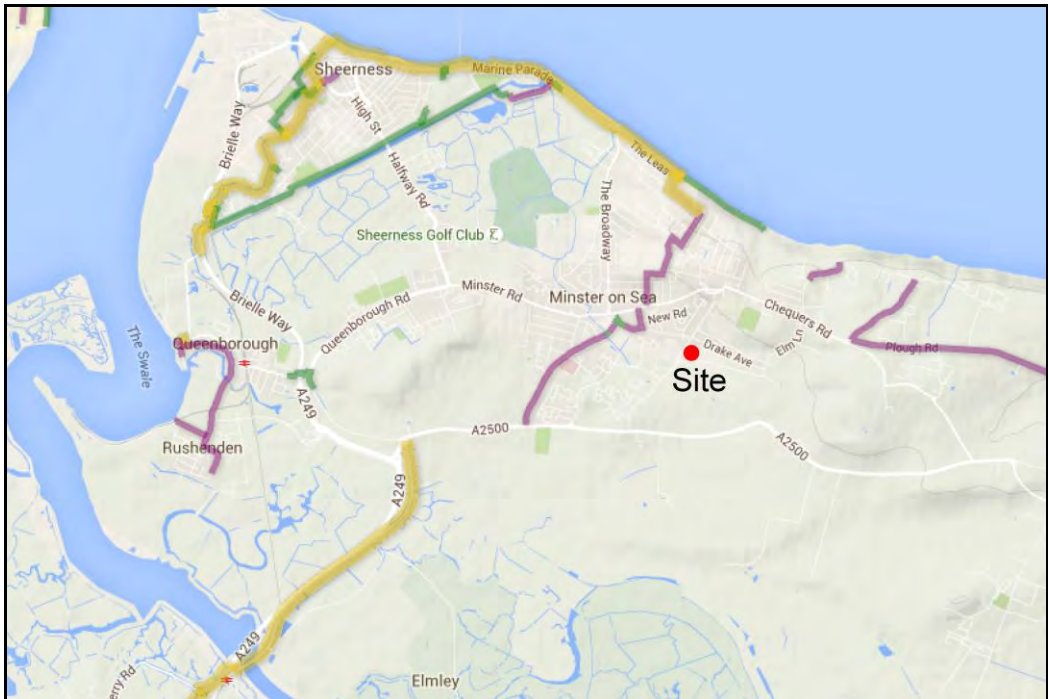 Sheerness
Marine Parade
High St
Brielle Way
The Leas
Halfway Rd
The Broadway
Sheerness Golf Club
Minster Rd
Minster on Sea
Brielle Way
Queenborough Rd
New Rd
Chequers Rd
The Swale
Queenborough
Drake Ave
Elm Ln
Plough Rd
Site
A249
A2500
A2500
Rushenden
A249
A249
Elmley
erry Rd